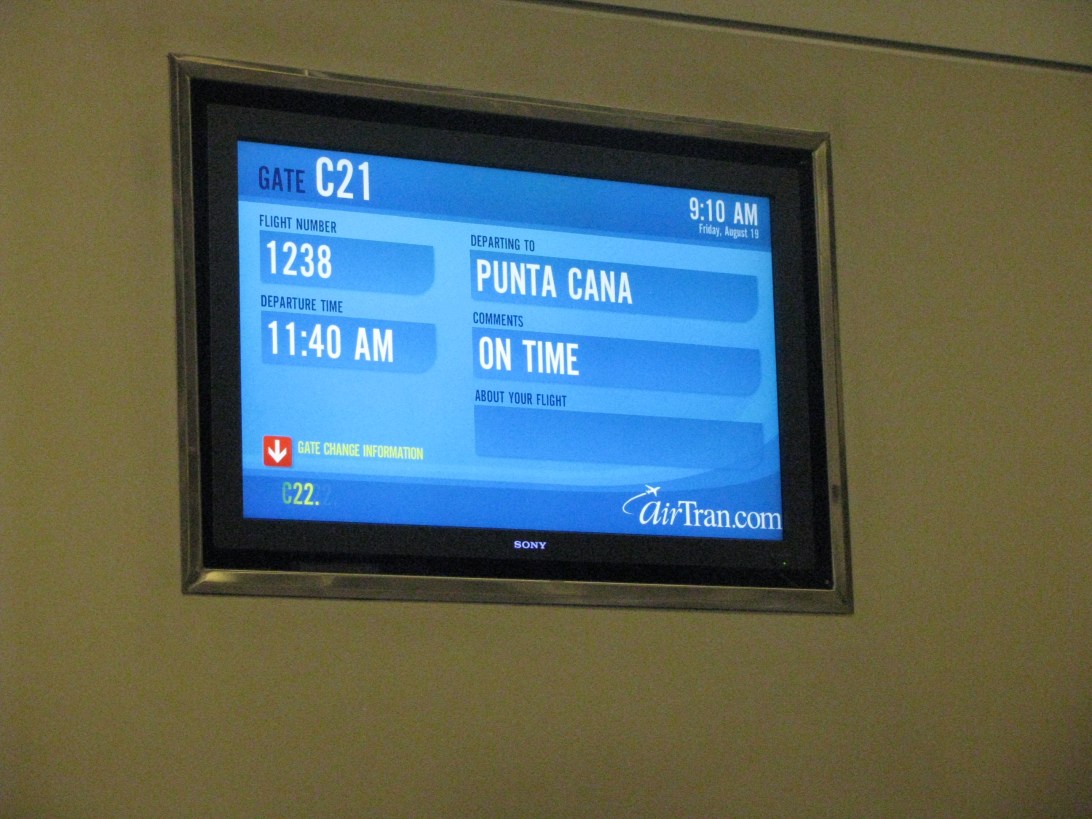 GATE C21
9:10 AM
Friday, August 19
FLIGHT NUMBER
1238
DEPARTURE TIME
11:40 AM
DEPARTING TO
PUNTA CANA
COMMENTS
ON TIME
ABOUT YOUR FLIGHT
GATE CHANGE INFORMATION
C22.
airTran.com
SONY